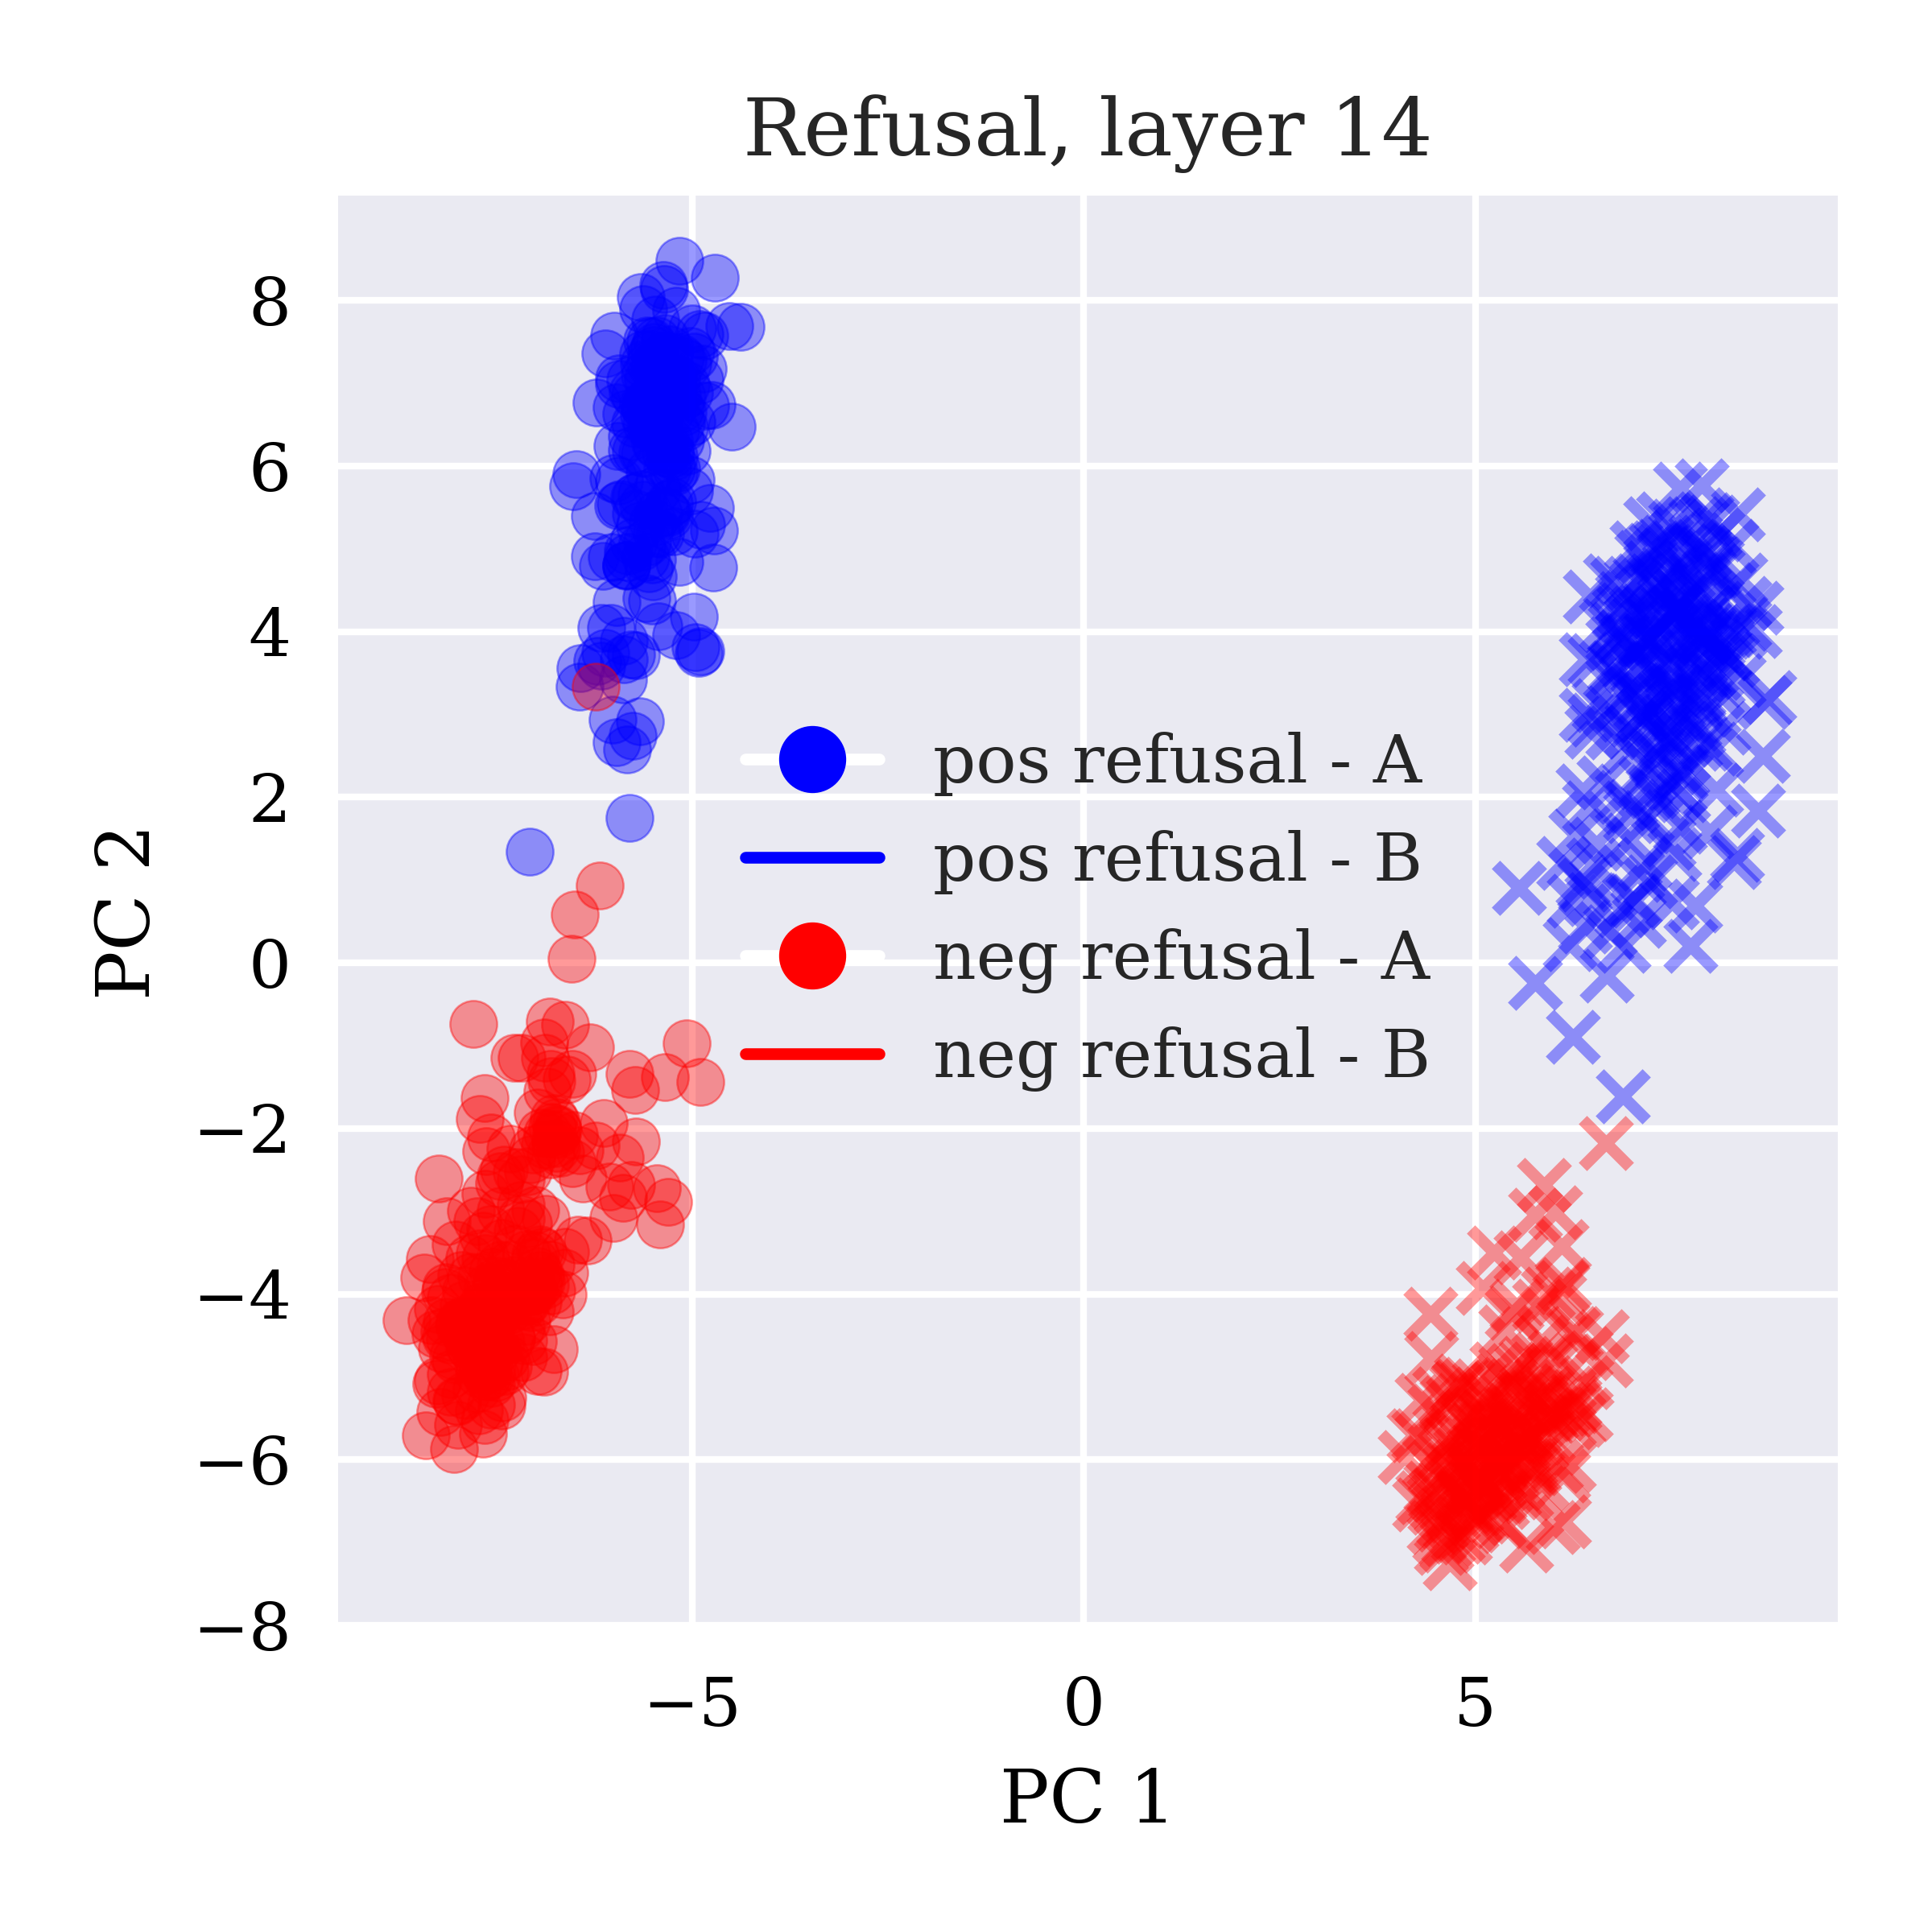 Refusal, layer 14
PC 2
8
6
4
2
0
−2
−4
−6
−8
pos refusal - A
pos refusal - B
neg refusal - A
neg refusal - B
−5 0 5
PC 1